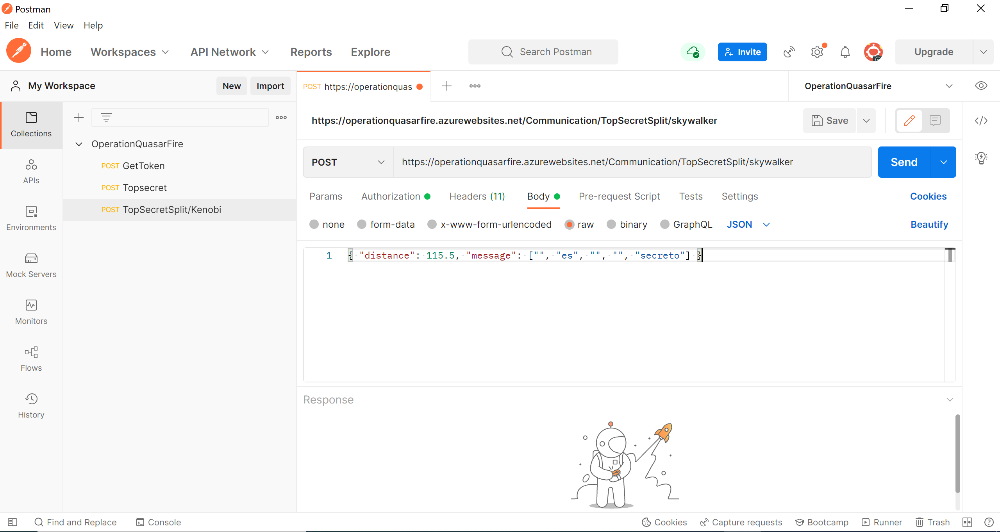 Postman
File Edit View Help
Home Workspaces API Network Reports Explore Search Postman Invite Upgrade
My Workspace New Import
POST https://operationquas
OperationQuasarFire
Collections
APIs
Environments
Mock Servers
Monitors
Flows
History
OperationQuasarFire
POST GetToken
POST Topsecret
POST TopSecretSplit/Kenobi
https://operationquasarfire.azurewebsites.net/Communication/TopSecretSplit/skywalker
Save
POST https://operationquasarfire.azurewebsites.net/Communication/TopSecretSplit/skywalker Send
Params Authorization Headers (11) Body Pre-request Script Tests Settings Cookies
none form-data x-www-form-urlencoded raw binary GraphQL JSON Beautify
1 { "distance": 115.5, "message": ["", "es", "", "", "secreto"] }
Response
Find and Replace Console Cookies Capture requests Bootcamp Runner Trash